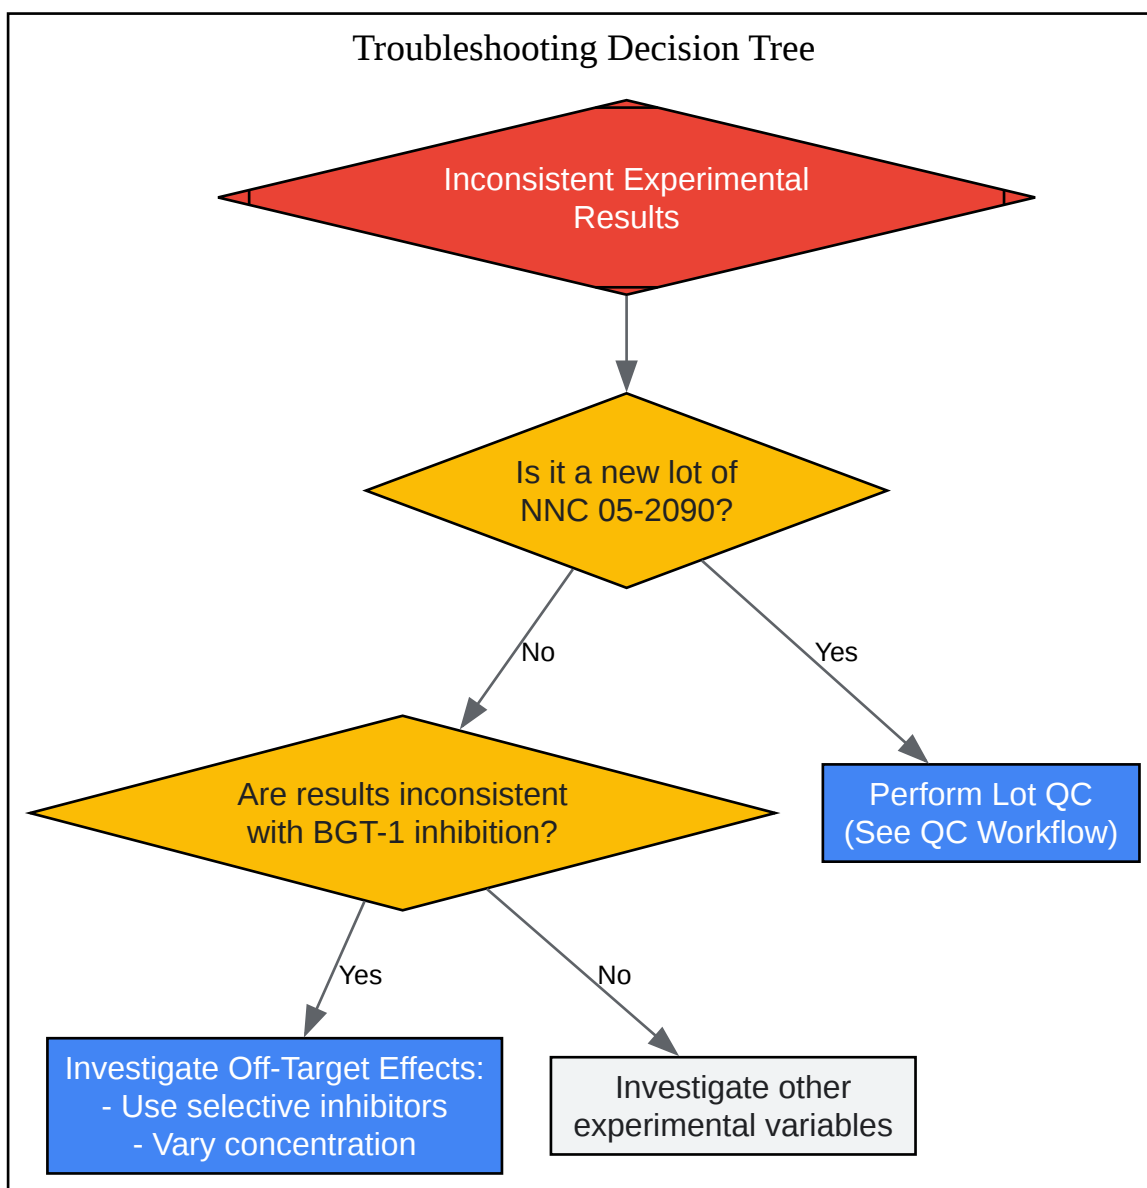 Troubleshooting Decision Tree
Inconsistent Experimental
Results
Is it a new lot of
NNC 05-2090?
No
Yes
Are results inconsistent
with BGT-1 inhibition?
Perform Lot QC
(See QC Workflow)
Yes
No
Investigate Off-Target Effects:
- Use selective inhibitors
- Vary concentration
Investigate other
experimental variables